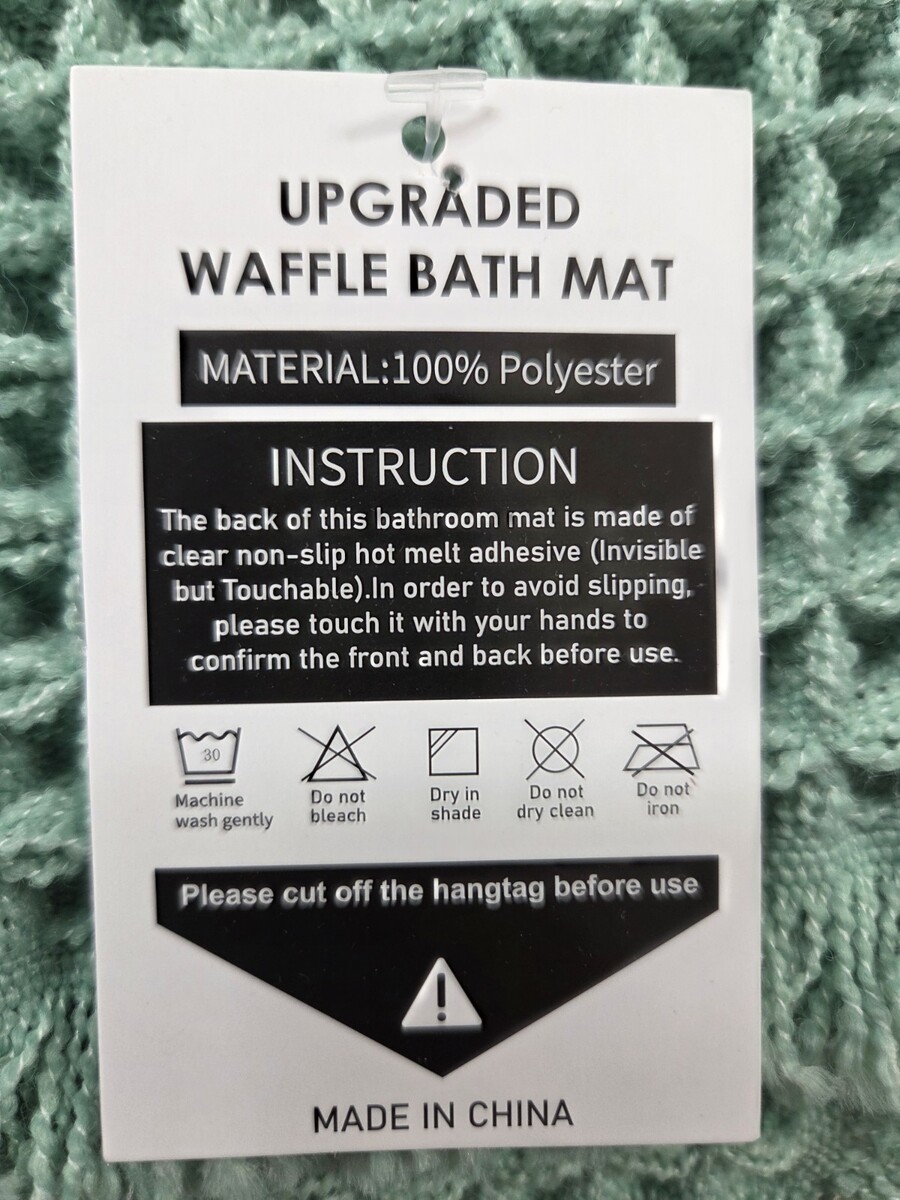 UPGRADED
WAFFLE BATH MAT
MATERIAL:100% Polyester
INSTRUCTION
The back of this bathroom mat is made of
clear non-slip hot melt adhesive (Invisible
but Touchable).In order to avoid slipping,
please touch it with your hands to
confirm the front and back before use.
30
Machine
wash gently
Do not
bleach
Dry in
shade
Do not
dry clean
Do not
iron
Please cut off the hangtag before use
!
MADE IN CHINA